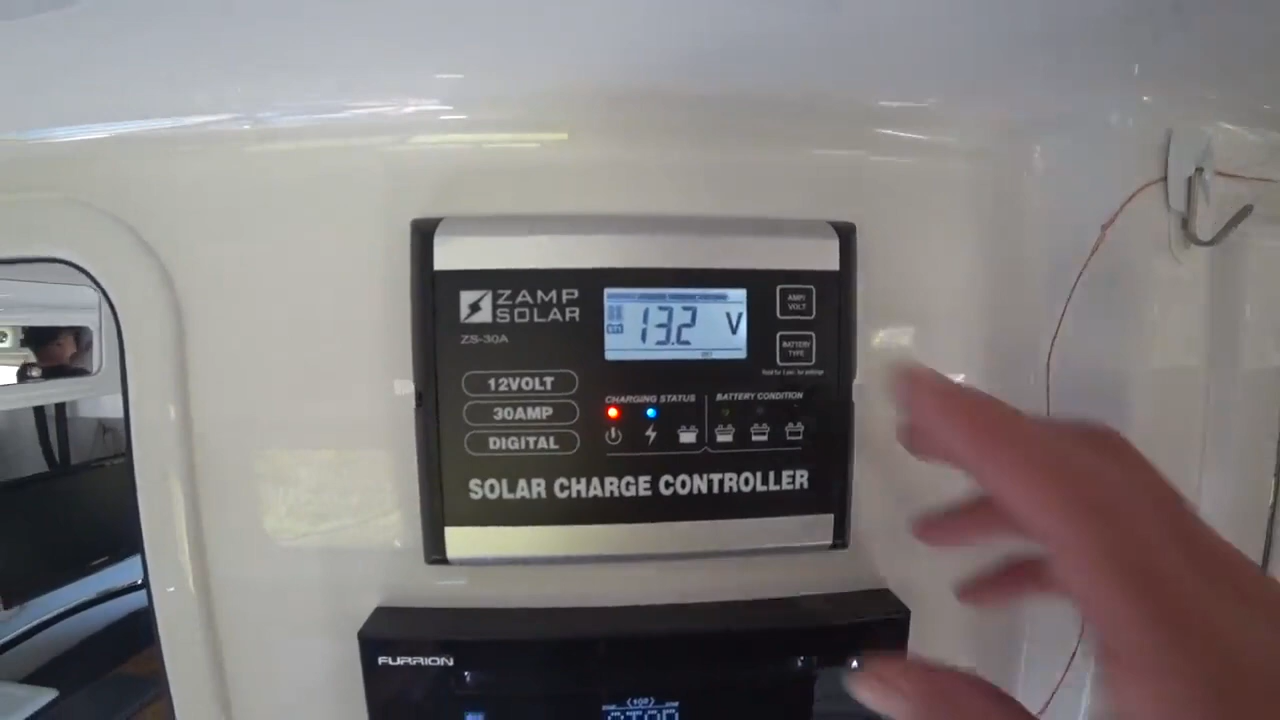 ZAMP
SOLAR
ZS-30A
13.2 V
AMP/
VOLT
BATTERY
TYPE
12VOLT
30AMP
DIGITAL
CHARGING STATUS
BATTERY CONDITION
SOLAR CHARGE CONTROLLER
FURRION